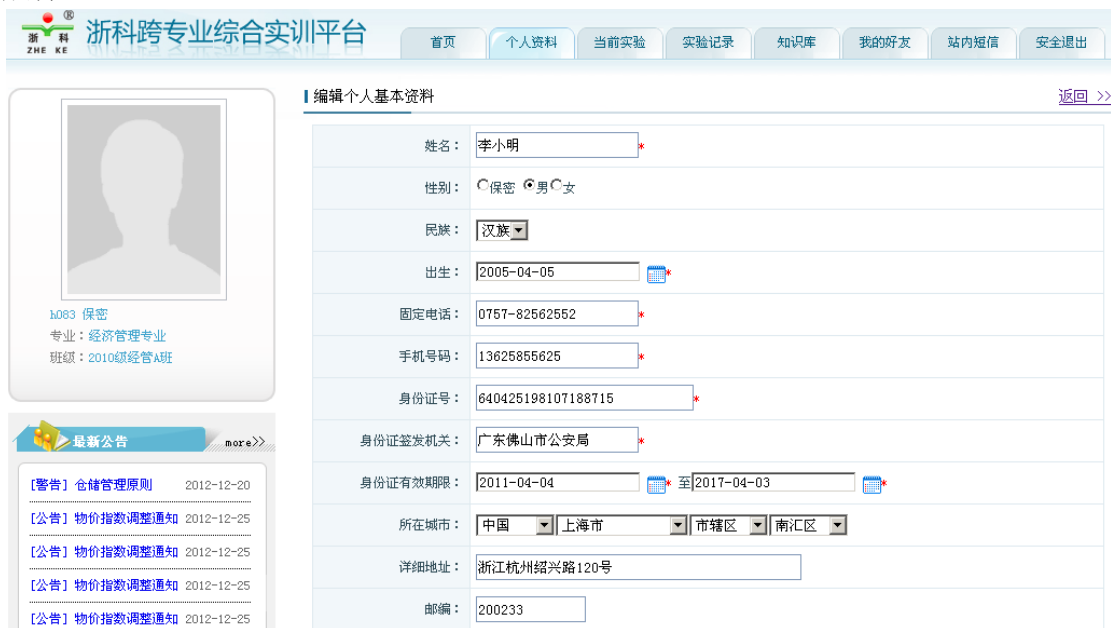 ®
浙 科
ZHE KE
浙科跨专业综合实训平台
首页 个人资料 当前实验 实验记录 知识库 我的好友 站内短信 安全退出
h083 保密
专业：经济管理专业
班级：2010级经管A班
最新公告 more>>
[警告] 仓储管理原则 2012-12-20
[公告] 物价指数调整通知 2012-12-25
[公告] 物价指数调整通知 2012-12-25
[公告] 物价指数调整通知 2012-12-25
[公告] 物价指数调整通知 2012-12-25
编辑个人基本资料 返回 >>
姓名： 李小明 *
性别： 保密 男 女
民族： 汉族
出生： 2005-04-05 *
固定电话： 0757-82562552 *
手机号码： 13625855625 *
身份证号： 640425198107188715 *
身份证签发机关： 广东佛山市公安局 *
身份证有效期限： 2011-04-04 * 至 2017-04-03 *
所在城市： 中国 上海市 市辖区 南汇区
详细地址： 浙江杭州绍兴路120号
邮编： 200233